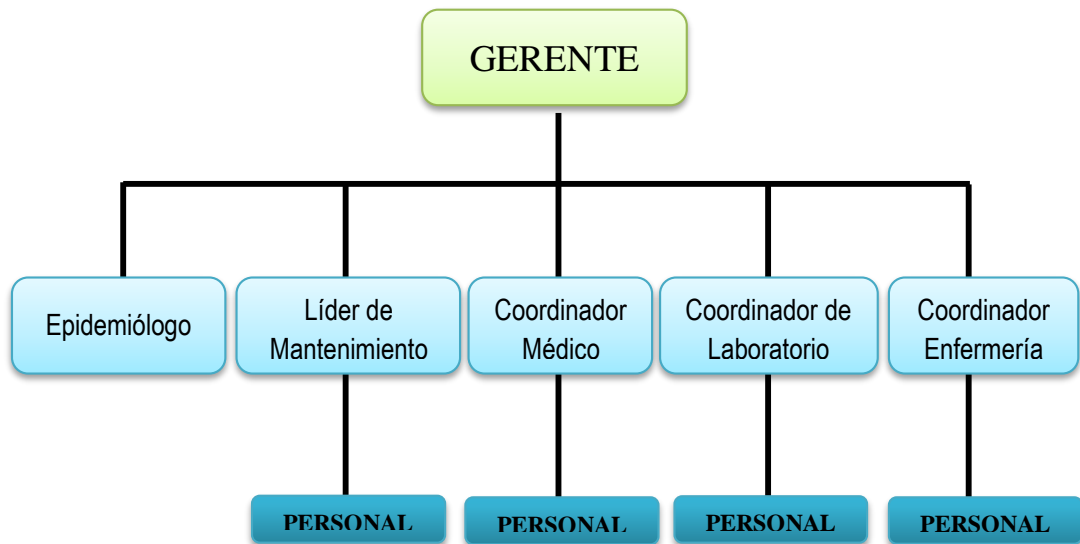 GERENTE
Epidemiólogo
Líder de
Mantenimiento
Coordinador
Médico
Coordinador de
Laboratorio
Coordinador
Enfermería
PERSONAL
PERSONAL
PERSONAL
PERSONAL